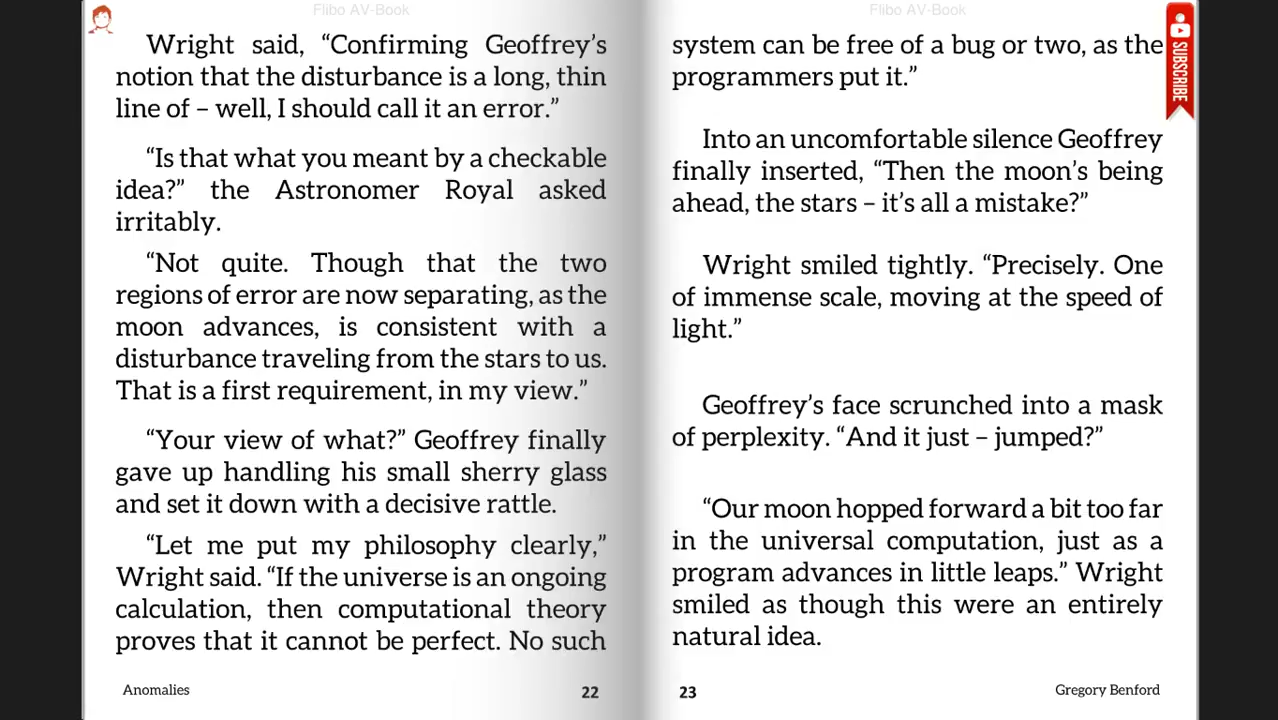 Flibo AV-Book
Wright said, “Confirming Geoffrey’s
notion that the disturbance is a long, thin
line of – well, I should call it an error.”
“Is that what you meant by a checkable
idea?” the Astronomer Royal asked
irritably.
“Not quite. Though that the two
regions of error are now separating, as the
moon advances, is consistent with a
disturbance traveling from the stars to us.
That is a first requirement, in my view.”
“Your view of what?” Geoffrey finally
gave up handling his small sherry glass
and set it down with a decisive rattle.
“Let me put my philosophy clearly,”
Wright said. “If the universe is an ongoing
calculation, then computational theory
proves that it cannot be perfect. No such
Anomalies
22
Flibo AV-Book
system can be free of a bug or two, as the
programmers put it.”
Into an uncomfortable silence Geoffrey
finally inserted, “Then the moon’s being
ahead, the stars – it’s all a mistake?”
Wright smiled tightly. “Precisely. One
of immense scale, moving at the speed of
light.”
Geoffrey’s face scrunched into a mask
of perplexity. “And it just – jumped?”
“Our moon hopped forward a bit too far
in the universal computation, just as a
program advances in little leaps.” Wright
smiled as though this were an entirely
natural idea.
23
Gregory Benford
SUBSCRIBE